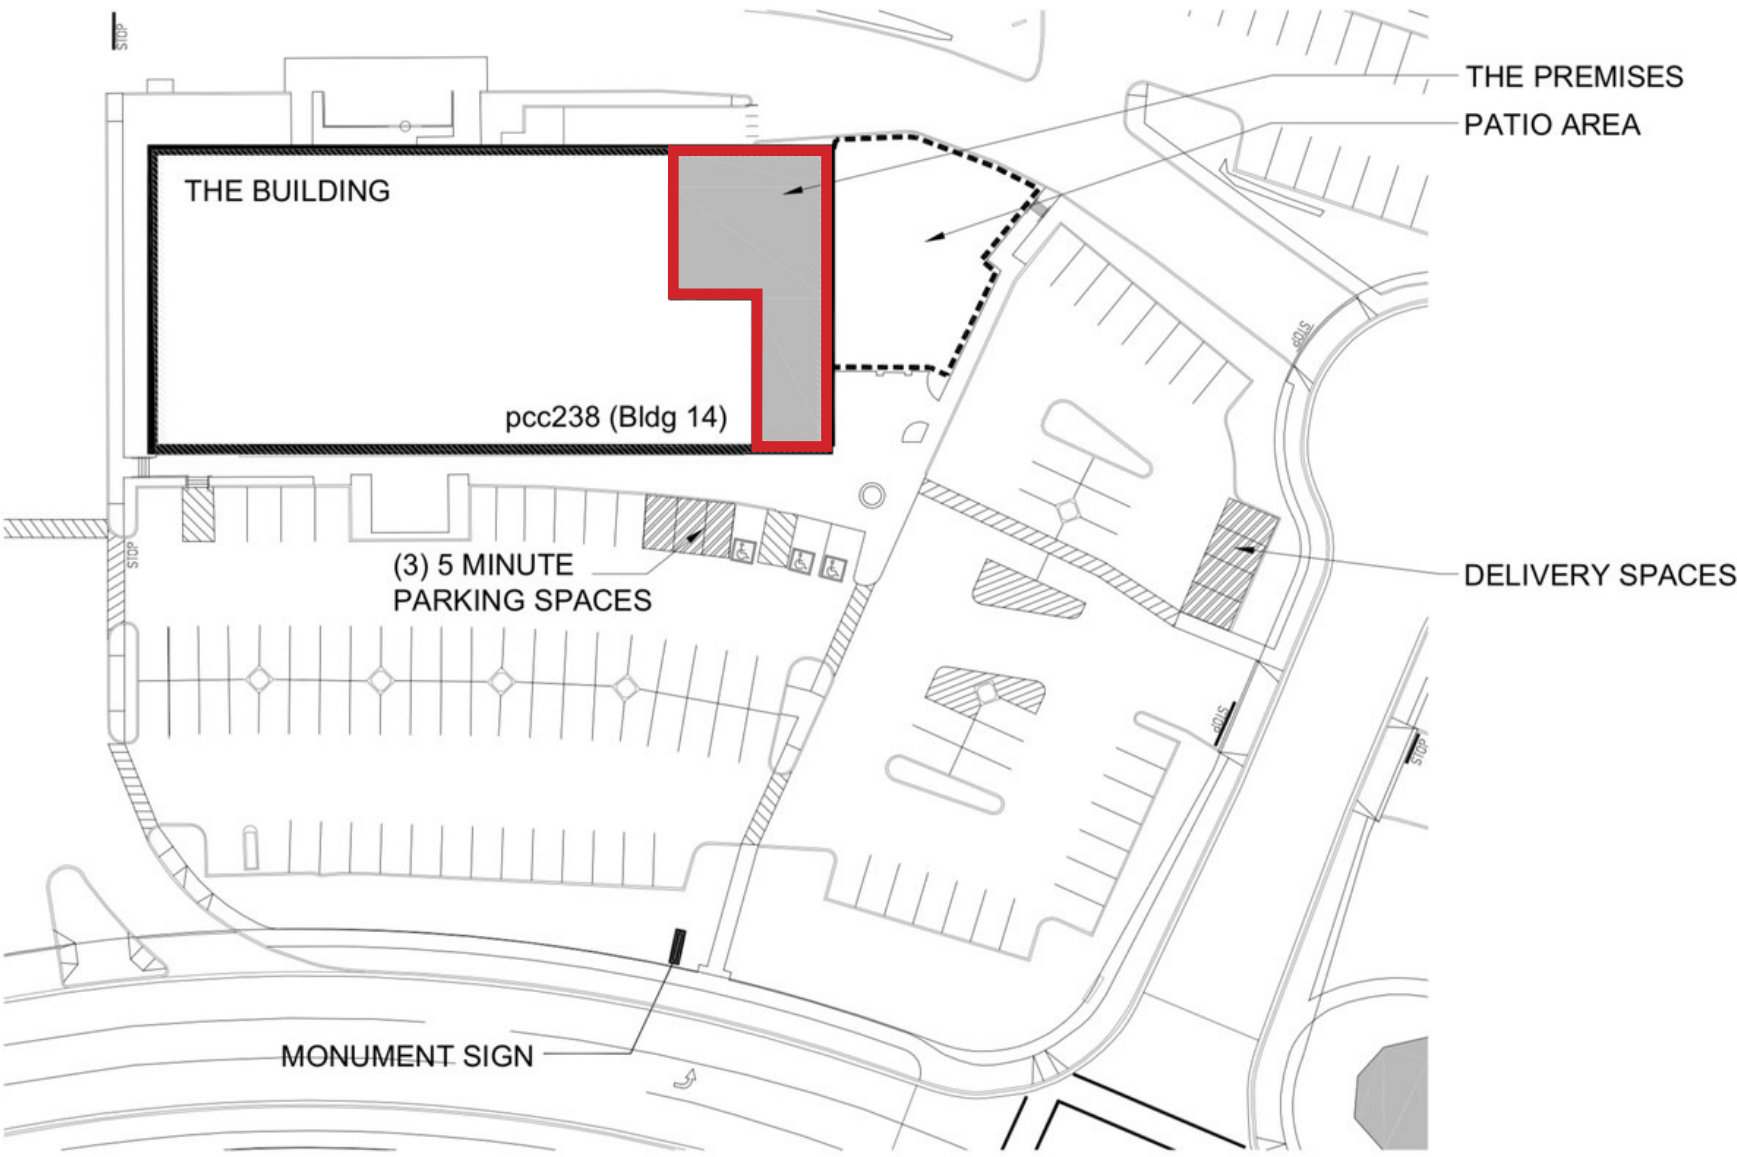 STOP
THE PREMISES
PATIO AREA
THE BUILDING
STOP
pcc238 (Bldg 14)
STOP
(3) 5 MINUTE
PARKING SPACES
DELIVERY SPACES
STOP
STOP
MONUMENT SIGN